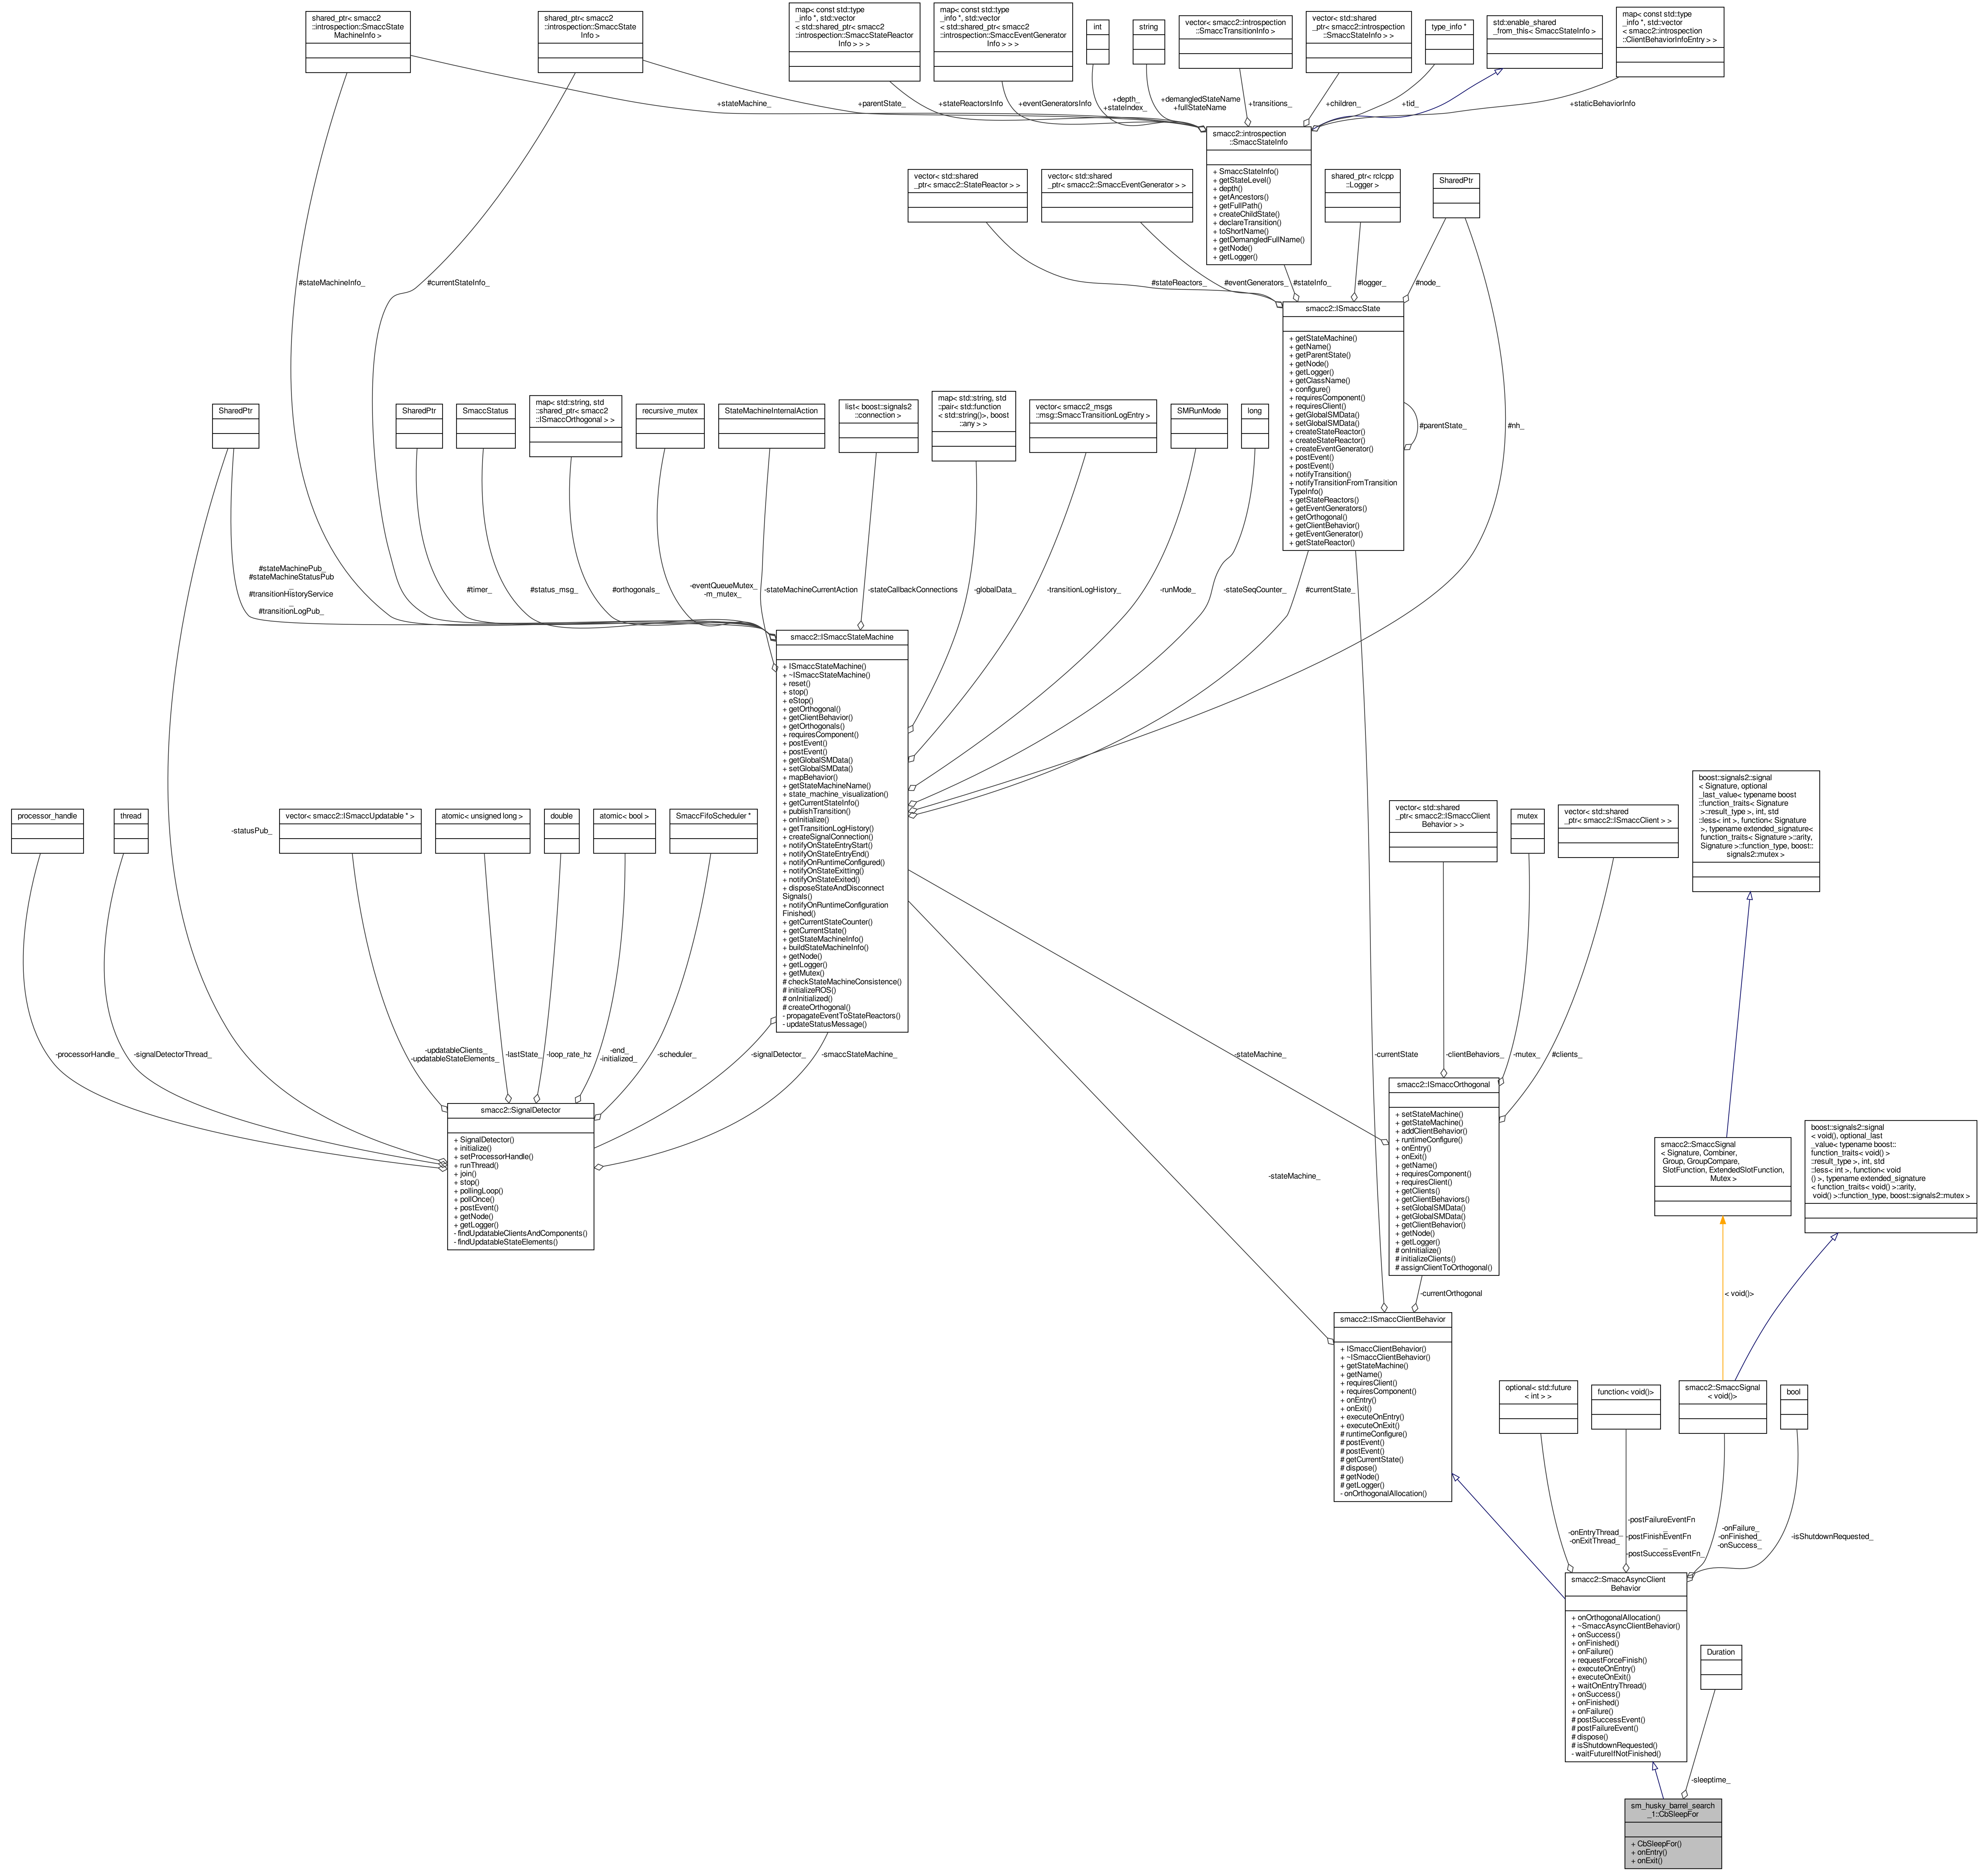 shared_ptr< smacc2
::introspection::SmaccState
MachineInfo >
shared_ptr< smacc2
::introspection::SmaccState
Info >
map< const std::type
_info *, std::vector
< std::shared_ptr< smacc2
::introspection::SmaccStateReactor
Info > > >
map< const std::type
_info *, std::vector
< std::shared_ptr< smacc2
::introspection::SmaccEventGenerator
Info > > >
int
string
vector< smacc2::introspection
::SmaccTransitionInfo >
vector< std::shared
_ptr< smacc2::introspection
::SmaccStateInfo > >
type_info *
std::enable_shared
_from_this< SmaccStateInfo >
map< const std::type
_info *, std::vector
< smacc2::introspection
::ClientBehaviorInfoEntry > >
+stateMachine_
+parentState_
+stateReactorsInfo
+eventGeneratorsInfo
+depth_
+stateIndex_
+demangledStateName
+fullStateName
+transitions_
+children_
+tid_
+staticBehaviorInfo
smacc2::introspection
::SmaccStateInfo
+ SmaccStateInfo()
+ getStateLevel()
+ depth()
+ getAncestors()
+ getFullPath()
+ createChildState()
+ declareTransition()
+ toShortName()
+ getDemangledFullName()
+ getNode()
+ getLogger()
vector< std::shared
_ptr< smacc2::StateReactor > >
vector< std::shared
_ptr< smacc2::SmaccEventGenerator > >
shared_ptr< rclcpp
::Logger >
SharedPtr
#stateMachineInfo_
#currentStateInfo_
#stateReactors_
#eventGenerators_
#stateInfo_
#logger_
#node_
smacc2::ISmaccState
+ getStateMachine()
+ getName()
+ getParentState()
+ getNode()
+ getLogger()
+ getClassName()
+ configure()
+ requiresComponent()
+ requiresClient()
+ getGlobalSMData()
+ setGlobalSMData()
+ createStateReactor()
+ createStateReactor()
+ createEventGenerator()
+ postEvent()
+ postEvent()
+ notifyTransition()
+ notifyTransitionFromTransition
TypeInfo()
+ getStateReactors()
+ getEventGenerators()
+ getOrthogonal()
+ getClientBehavior()
+ getEventGenerator()
+ getStateReactor()
#parentState_
#nh_
SharedPtr
SharedPtr
SmaccStatus
map< std::string, std
::shared_ptr< smacc2
::ISmaccOrthogonal > >
recursive_mutex
StateMachineInternalAction
list< boost::signals2
::connection >
map< std::string, std
::pair< std::function
< std::string()>, boost
::any > >
vector< smacc2_msgs
::msg::SmaccTransitionLogEntry >
SMRunMode
long
#stateMachinePub_
#stateMachineStatusPub
_
#transitionHistoryService
_
#transitionLogPub_
#timer_
#status_msg_
#orthogonals_
-eventQueueMutex_
-m_mutex_
-stateMachineCurrentAction
-stateCallbackConnections
-globalData_
-transitionLogHistory_
-runMode_
-stateSeqCounter_
#currentState_
smacc2::ISmaccStateMachine
+ ISmaccStateMachine()
+ ~ISmaccStateMachine()
+ reset()
+ stop()
+ eStop()
+ getOrthogonal()
+ getClientBehavior()
+ getOrthogonals()
+ requiresComponent()
+ postEvent()
+ postEvent()
+ getGlobalSMData()
+ setGlobalSMData()
+ mapBehavior()
+ getStateMachineName()
+ state_machine_visualization()
+ getCurrentStateInfo()
+ publishTransition()
+ onInitialize()
+ getTransitionLogHistory()
+ createSignalConnection()
+ notifyOnStateEntryStart()
+ notifyOnStateEntryEnd()
+ notifyOnRuntimeConfigured()
+ notifyOnStateExitting()
+ notifyOnStateExited()
+ disposeStateAndDisconnect
Signals()
+ notifyOnRuntimeConfiguration
Finished()
+ getCurrentStateCounter()
+ getCurrentState()
+ getStateMachineInfo()
+ buildStateMachineInfo()
+ getNode()
+ getLogger()
+ getMutex()
# checkStateMachineConsistence()
# initializeROS()
# onInitialized()
# createOrthogonal()
- propagateEventToStateReactors()
- updateStatusMessage()
processor_handle
thread
-statusPub_
vector< smacc2::ISmaccUpdatable * >
atomic< unsigned long >
double
atomic< bool >
SmaccFifoScheduler *
-processorHandle_
-signalDetectorThread_
-updatableClients_
-updatableStateElements_
-lastState_
-loop_rate_hz
-end_
-initialized_
-scheduler_
-signalDetector_
-smaccStateMachine_
smacc2::SignalDetector
+ SignalDetector()
+ initialize()
+ setProcessorHandle()
+ runThread()
+ join()
+ stop()
+ pollingLoop()
+ pollOnce()
+ postEvent()
+ getNode()
+ getLogger()
- findUpdatableClientsAndComponents()
- findUpdatableStateElements()
vector< std::shared
_ptr< smacc2::ISmaccClient
Behavior > >
mutex
vector< std::shared
_ptr< smacc2::ISmaccClient > >
boost::signals2::signal
< Signature, optional
_last_value< typename boost
::function_traits< Signature
>::result_type >, int, std
::less< int >, function< Signature
>, typename extended_signature<
function_traits< Signature >::arity,
Signature >::function_type, boost::
signals2::mutex >
-stateMachine_
-currentState
-clientBehaviors_
-mutex_
#clients_
smacc2::ISmaccOrthogonal
+ setStateMachine()
+ getStateMachine()
+ addClientBehavior()
+ runtimeConfigure()
+ onEntry()
+ onExit()
+ getName()
+ requiresComponent()
+ requiresClient()
+ getClients()
+ getClientBehaviors()
+ setGlobalSMData()
+ getGlobalSMData()
+ getClientBehavior()
+ getNode()
+ getLogger()
# onInitialize()
# initializeClients()
# assignClientToOrthogonal()
smacc2::SmaccSignal
< Signature, Combiner,
Group, GroupCompare,
SlotFunction, ExtendedSlotFunction,
Mutex >
boost::signals2::signal
< void(), optional_last
_value< typename boost::
function_traits< void() >
::result_type >, int, std
::less< int >, function< void
() >, typename extended_signature
< function_traits< void() >::arity,
void() >::function_type, boost::signals2::mutex >
-stateMachine_
-currentOrthogonal
< void()>
smacc2::ISmaccClientBehavior
+ ISmaccClientBehavior()
+ ~ISmaccClientBehavior()
+ getStateMachine()
+ getName()
+ requiresClient()
+ requiresComponent()
+ onEntry()
+ onExit()
+ executeOnEntry()
+ executeOnExit()
# runtimeConfigure()
# postEvent()
# postEvent()
# getCurrentState()
# dispose()
# getNode()
# getLogger()
- onOrthogonalAllocation()
optional< std::future
< int > >
function< void()>
smacc2::SmaccSignal
< void()>
bool
-onEntryThread_
-onExitThread_
-postFailureEventFn
_
-postFinishEventFn
_
-postSuccessEventFn_
-onFailure_
-onFinished_
-onSuccess_
-isShutdownRequested_
smacc2::SmaccAsyncClient
Behavior
+ onOrthogonalAllocation()
+ ~SmaccAsyncClientBehavior()
+ onSuccess()
+ onFinished()
+ onFailure()
+ requestForceFinish()
+ executeOnEntry()
+ executeOnExit()
+ waitOnEntryThread()
+ onSuccess()
+ onFinished()
+ onFailure()
# postSuccessEvent()
# postFailureEvent()
# dispose()
# isShutdownRequested()
- waitFutureIfNotFinished()
Duration
-sleeptime_
sm_husky_barrel_search
_1::CbSleepFor
+ CbSleepFor()
+ onEntry()
+ onExit()